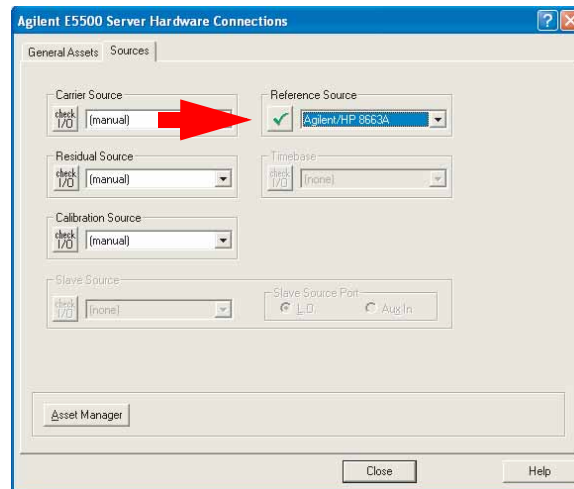 Agilent E5500 Server Hardware Connections
General Assets Sources
Carrier Source
check I/O (manual)
Reference Source
Agilent/HP 8663A
Residual Source
check I/O (manual)
Timebase
check I/O (none)
Calibration Source
check I/O (manual)
Slave Source
check I/O (none)
Slave Source Port
L.O. Aux In
Asset Manager
Close Help